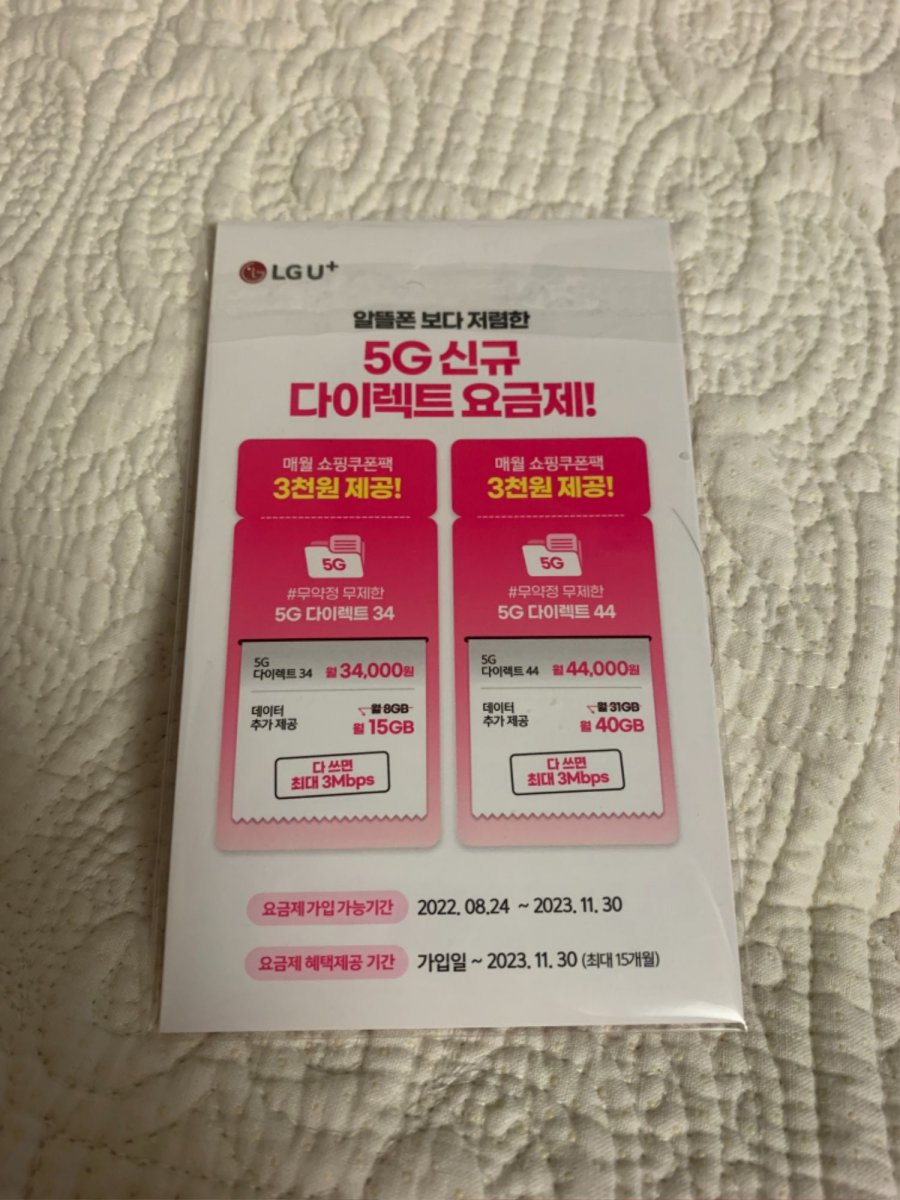 LG U+
알뜰폰 보다 저렴한
5G 신규
다이렉트 요금제!
매월 쇼핑쿠폰팩
3천원 제공!
5G
#무약정 무제한
5G 다이렉트 34
5G
다이렉트 34 월 34,000원
데이터
추가 제공
월 8GB
월 15GB
다 쓰면
최대 3Mbps
매월 쇼핑쿠폰팩
3천원 제공!
5G
#무약정 무제한
5G 다이렉트 44
5G
다이렉트 44 월 44,000원
데이터
추가 제공
월 31GB
월 40GB
다 쓰면
최대 3Mbps
요금제 가입 가능기간 2022. 08.24 ~ 2023. 11. 30
요금제 혜택제공 기간 가입일 ~ 2023. 11. 30 (최대 15개월)